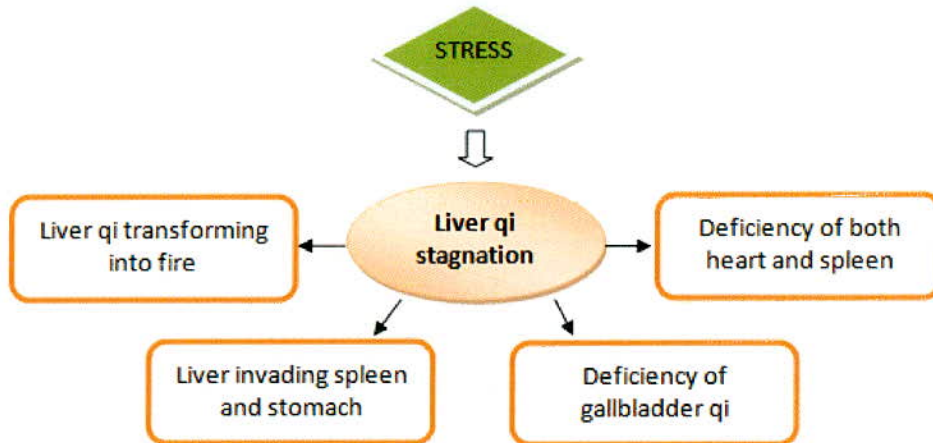 STRESS
Liver qi
stagnation
Liver qi transforming
into fire
Deficiency of both
heart and spleen
Liver invading spleen
and stomach
Deficiency of
gallbladder qi